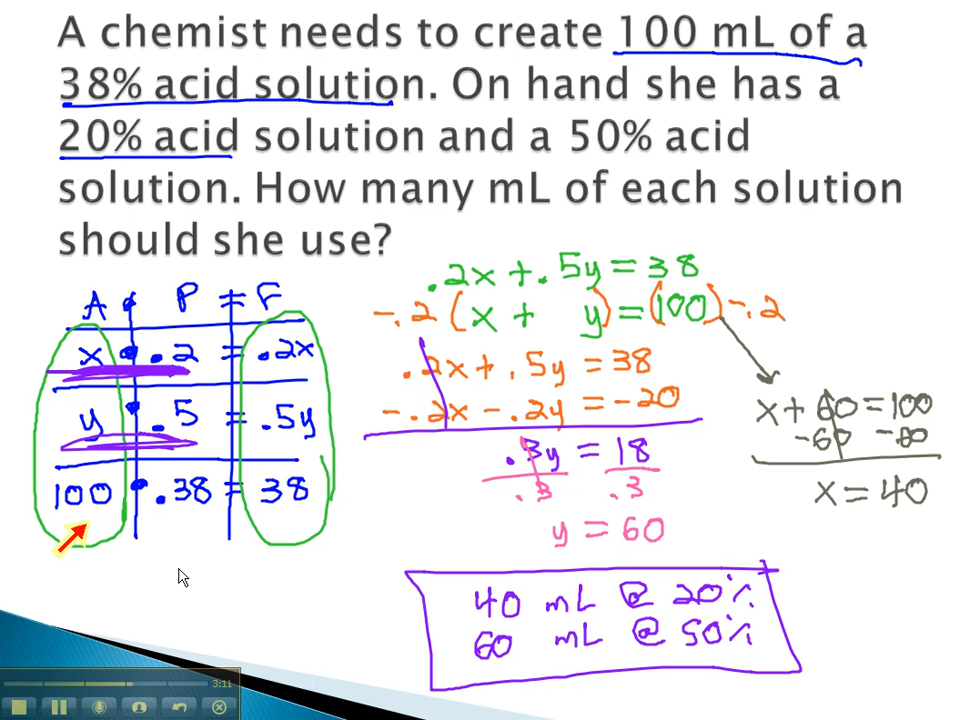 A chemist needs to create 100 mL of a
38% acid solution. On hand she has a
20% acid solution and a 50% acid
solution. How many mL of each solution
should she use?
A · P = F
x · .2 = .2x
y · .5 = .5y
100 · .38 = 38
.2x + .5y = 38
-.2 ( x + y ) = (100) -.2
.2x + .5y = 38
-.2x - .2y = -20
.3y = 18
.3 .3
y = 60
x + 60 = 100
-60 -60
x = 40
40 mL @ 20%
60 mL @ 50%
3:11